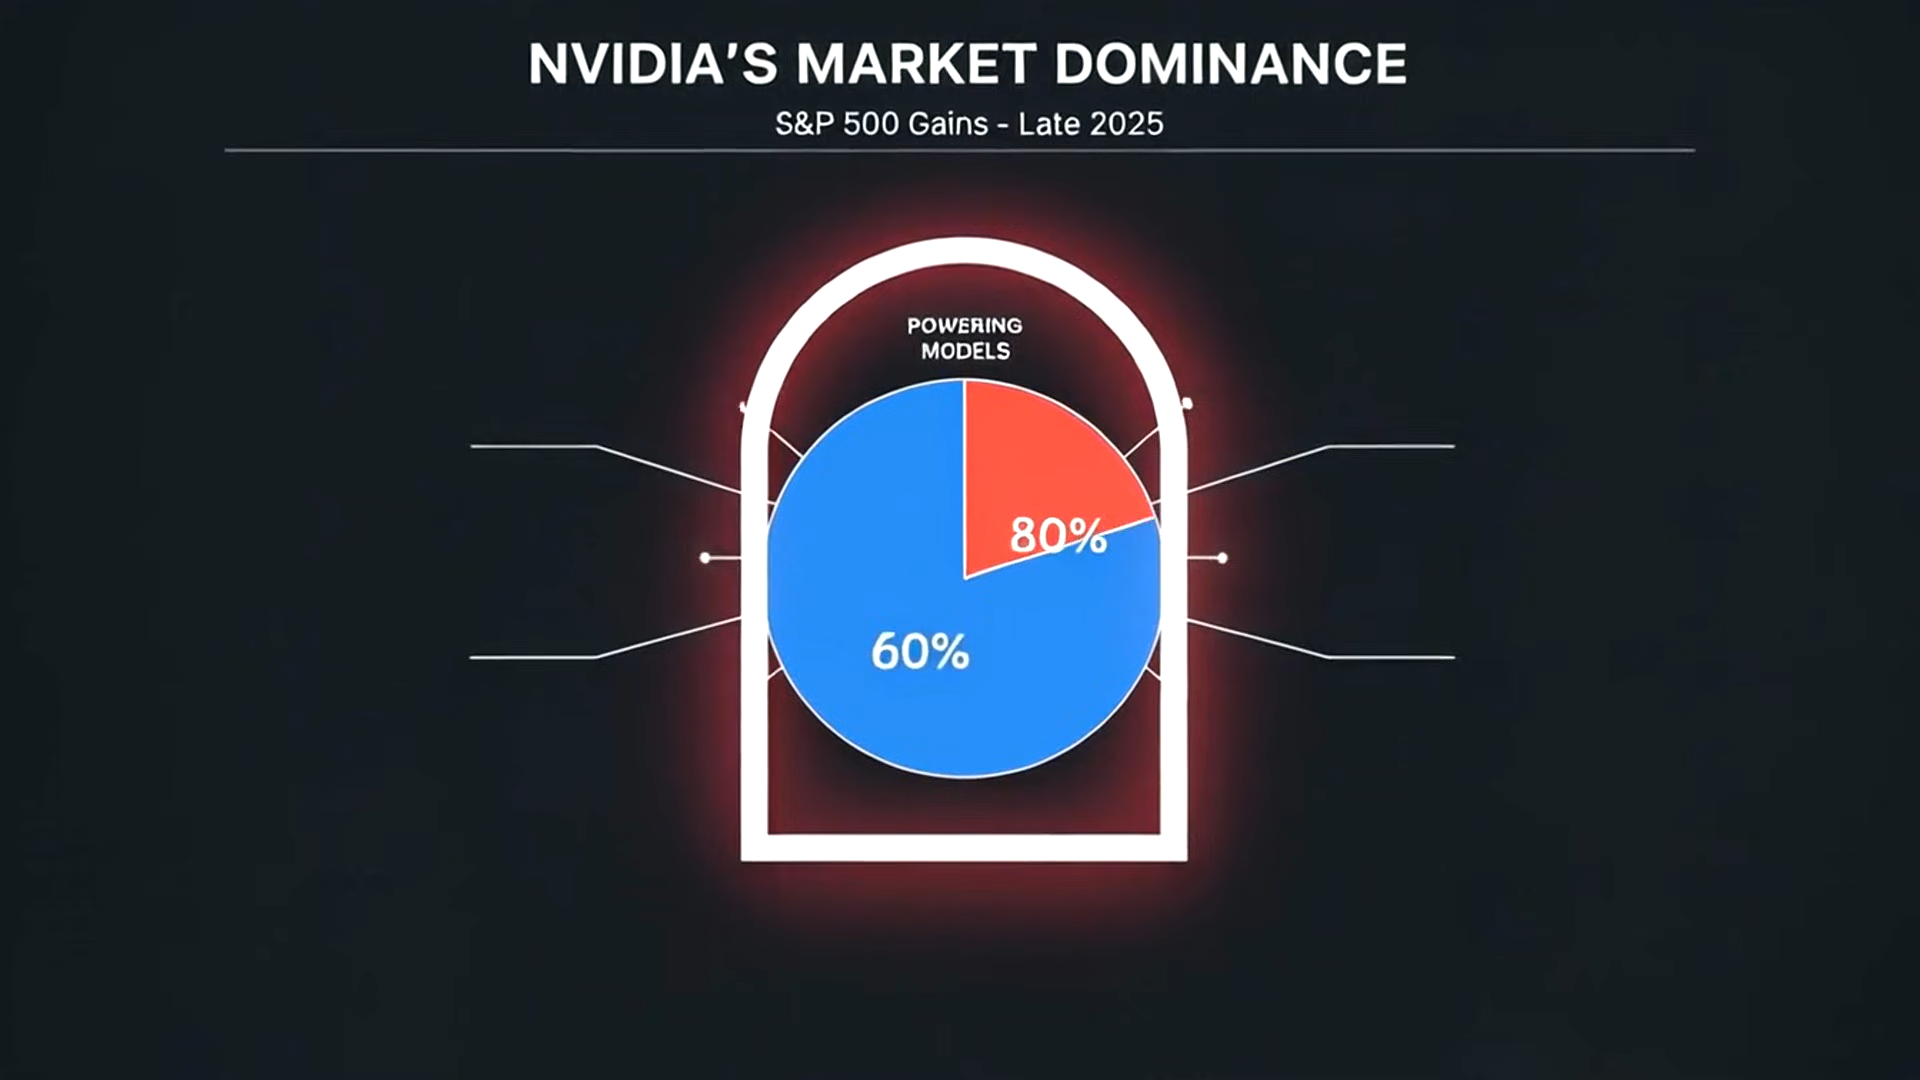 NVIDIA'S MARKET DOMINANCE
S&P 500 Gains - Late 2025
POWERING
MODELS
80%
60%